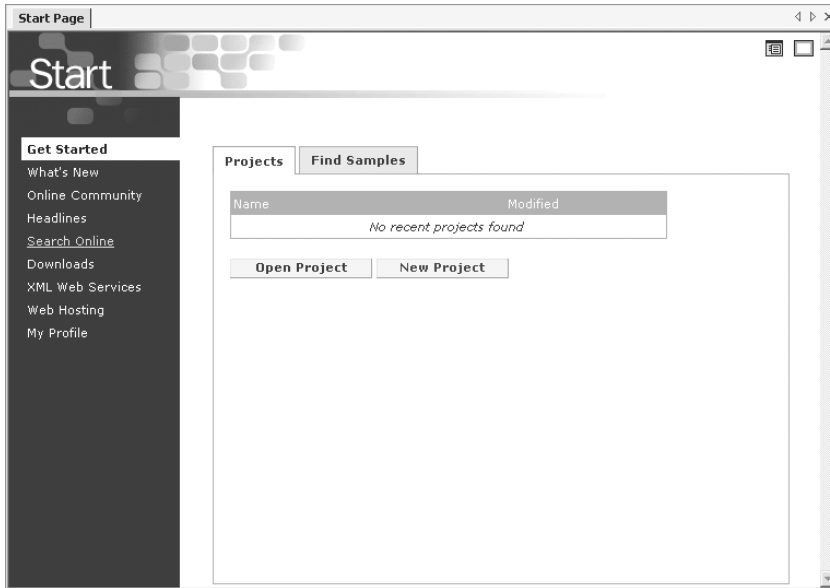 Start Page
Start
Get Started
What's New
Online Community
Headlines
Search Online
Downloads
XML Web Services
Web Hosting
My Profile
Projects
Find Samples
Name Modified
No recent projects found
Open Project
New Project